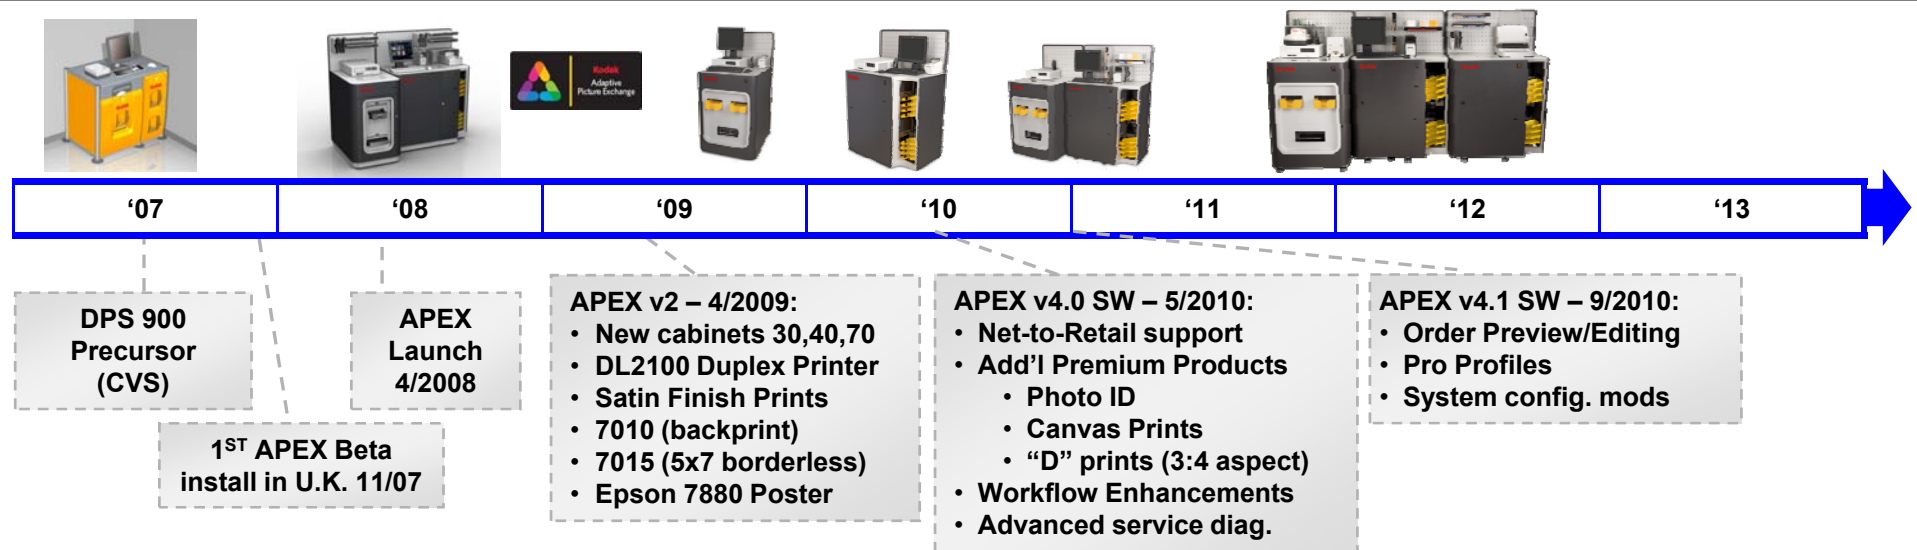 Kodak
Adaptive
Picture Exchange
‘07
‘08
‘09
‘10
‘11
‘12
‘13
DPS 900
Precursor
(CVS)
1ST APEX Beta
install in U.K. 11/07
APEX
Launch
4/2008
APEX v2 – 4/2009:
• New cabinets 30,40,70
• DL2100 Duplex Printer
• Satin Finish Prints
• 7010 (backprint)
• 7015 (5x7 borderless)
• Epson 7880 Poster
APEX v4.0 SW – 5/2010:
• Net-to-Retail support
• Add’l Premium Products
• Photo ID
• Canvas Prints
• “D” prints (3:4 aspect)
• Workflow Enhancements
• Advanced service diag.
APEX v4.1 SW – 9/2010:
• Order Preview/Editing
• Pro Profiles
• System config. mods